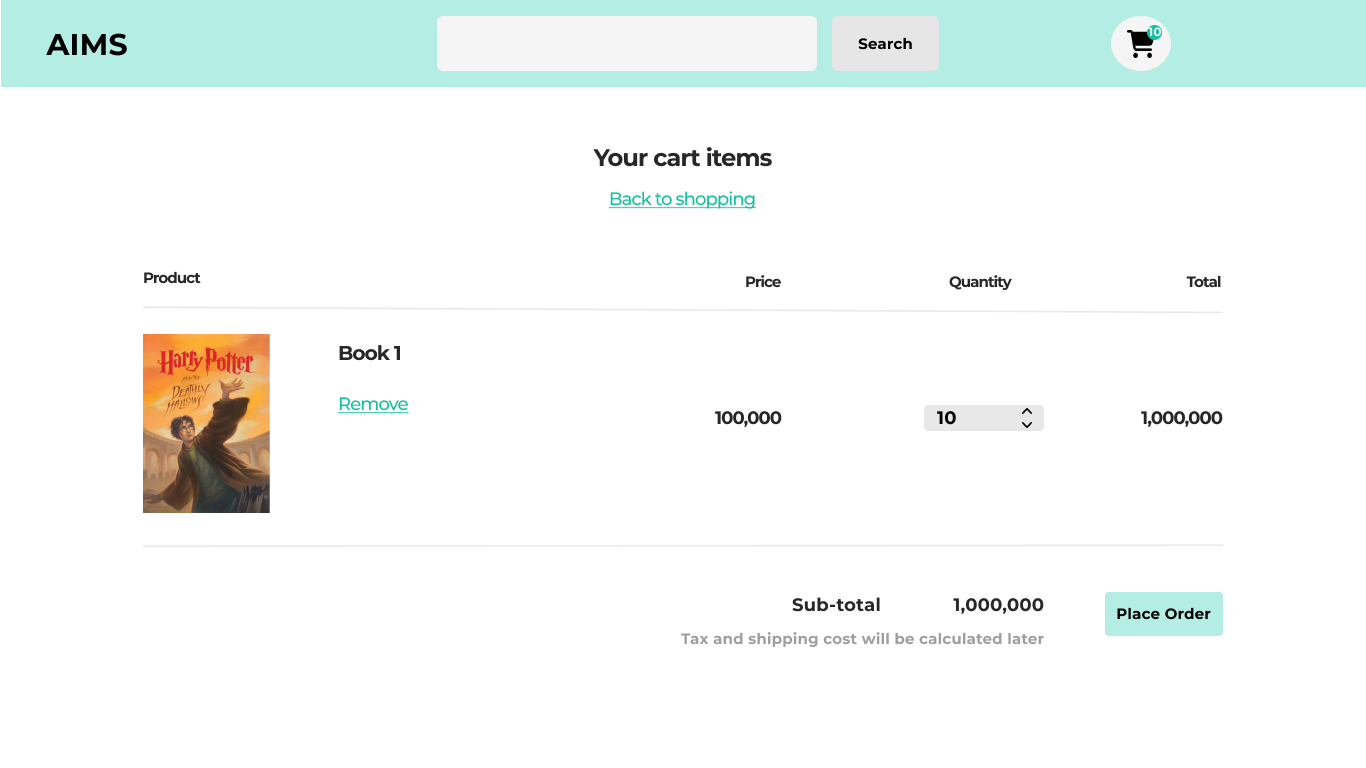 AIMS
Search
10
Your cart items
Back to shopping
Product
Price
Quantity
Total
Harry Potter
AND THE
DEATHLY
HALLOWS
Book 1
Remove
100,000
10
1,000,000
Sub-total
1,000,000
Place Order
Tax and shipping cost will be calculated later